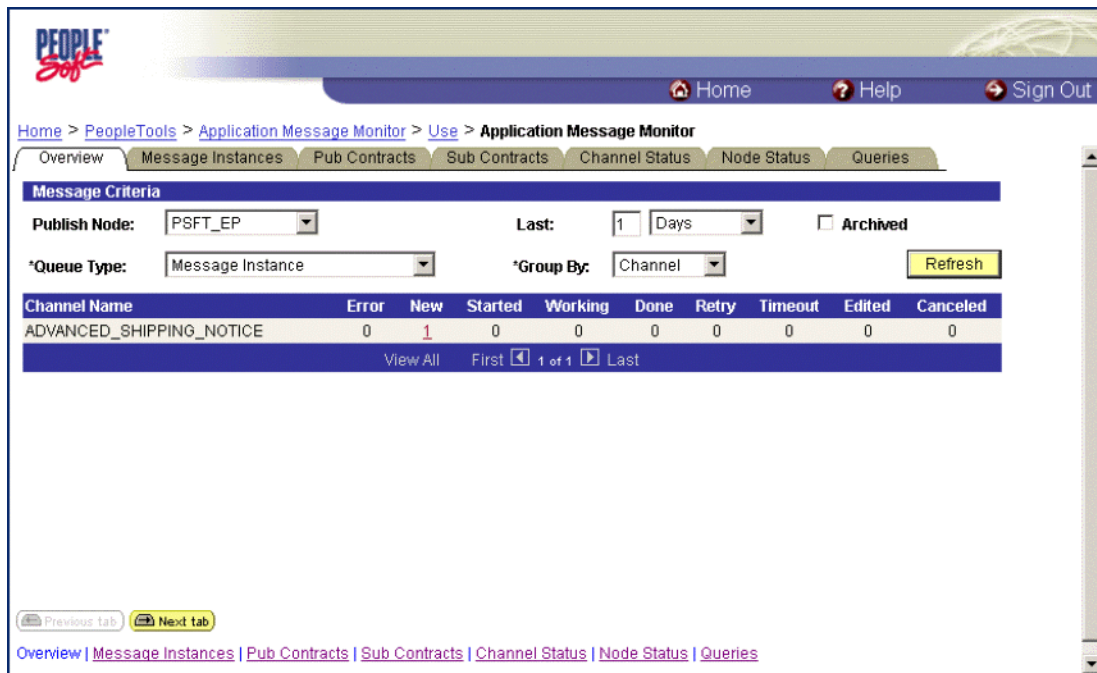 PEOPLE
Soft
Home Help Sign Out
Home > PeopleTools > Application Message Monitor > Use > Application Message Monitor
Overview Message Instances Pub Contracts Sub Contracts Channel Status Node Status Queries
Message Criteria
Publish Node: PSFT_EP Last: 1 Days Archived
*Queue Type: Message Instance *Group By: Channel Refresh
Channel Name Error New Started Working Done Retry Timeout Edited Canceled
ADVANCED_SHIPPING_NOTICE 0 1 0 0 0 0 0 0 0
View All First 1 of 1 Last
Previous tab Next tab
Overview | Message Instances | Pub Contracts | Sub Contracts | Channel Status | Node Status | Queries